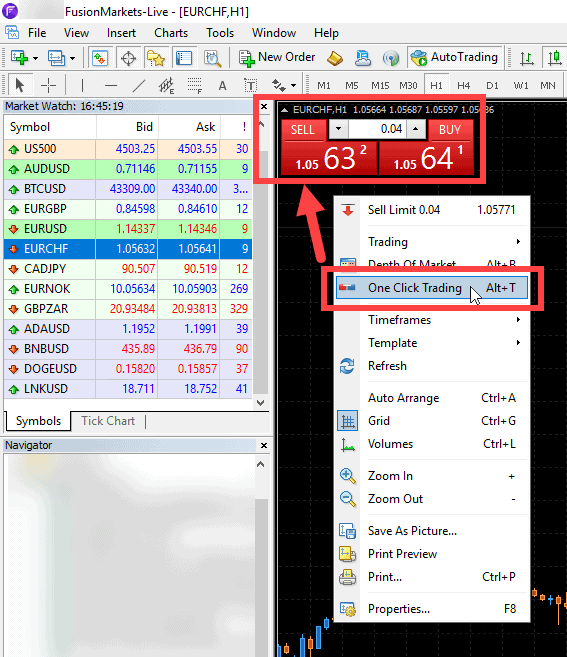 FusionMarkets-Live - [EURCHF,H1]
File View Insert Charts Tools Window Help
New Order AutoTrading
A T M1 M5 M15 M30 H1 H4 D1 W1 MN
Market Watch: 16:45:19
Symbol Bid Ask !
US500 4503.25 4503.55 30
AUDUSD 0.71146 0.71155 9
BTCUSD 43309.00 43340.00 3...
EURGBP 0.84598 0.84610 12
EURUSD 1.14337 1.14346 9
EURCHF 1.05632 1.05641 9
CADJPY 90.507 90.519 12
EURNOK 10.05634 10.05903 269
GBPZAR 20.93484 20.93813 329
ADAUSD 1.1952 1.1991 39
BNBUSD 435.89 436.79 90
DOGEUSD 0.15820 0.15857 37
LNKUSD 18.711 18.752 41
Symbols Tick Chart
Navigator
EURCHF,H1 1.05664 1.05687 1.05597 1.05636
SELL 0.04 BUY
1.05 63 2 1.05 64 1
Sell Limit 0.04 1.05771
Trading
Depth Of Market Alt+B
One Click Trading Alt+T
Timeframes
Template
Refresh
Auto Arrange Ctrl+A
Grid Ctrl+G
Volumes Ctrl+L
Zoom In +
Zoom Out -
Save As Picture...
Print Preview
Print... Ctrl+P
Properties... F8